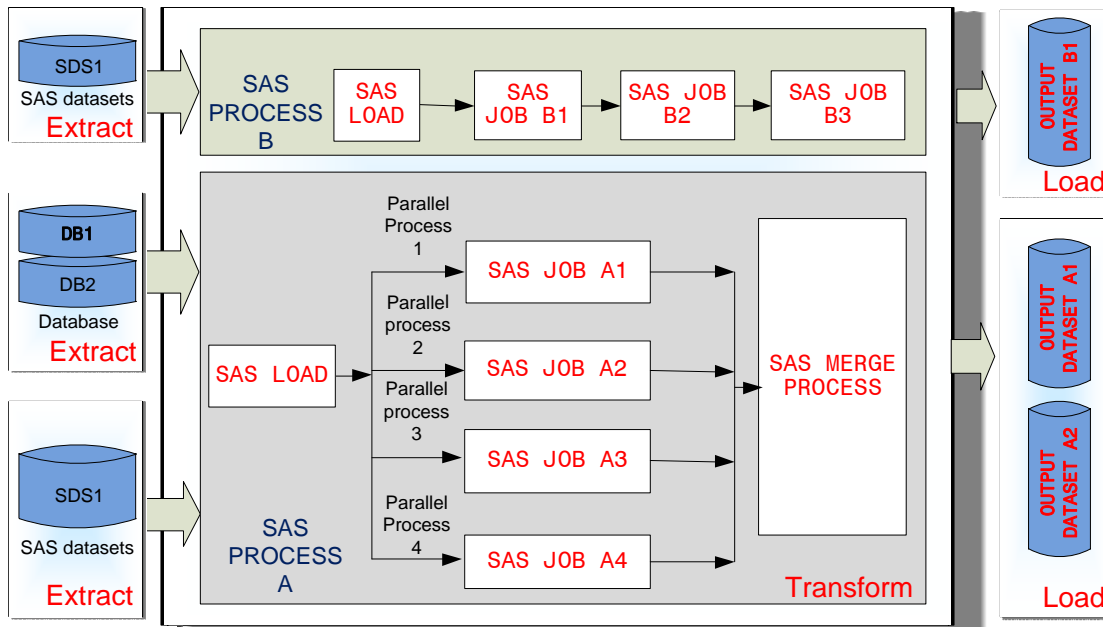 SDS1
SAS datasets
Extract
SAS
PROCESS
B
SAS
LOAD
SAS
JOB B1
SAS JOB
B2
SAS JOB
B3
OUTPUT
DATASET B1
Load
DB1
DB2
Database
Extract
SDS1
SAS datasets
Extract
SAS LOAD
Parallel
Process
1
SAS JOB A1
Parallel
process
2
SAS JOB A2
Parallel
process
3
SAS JOB A3
Parallel
Process
4
SAS JOB A4
SAS MERGE
PROCESS
SAS
PROCESS
A
Transform
OUTPUT
DATASET A1
OUTPUT
DATASET A2
Load